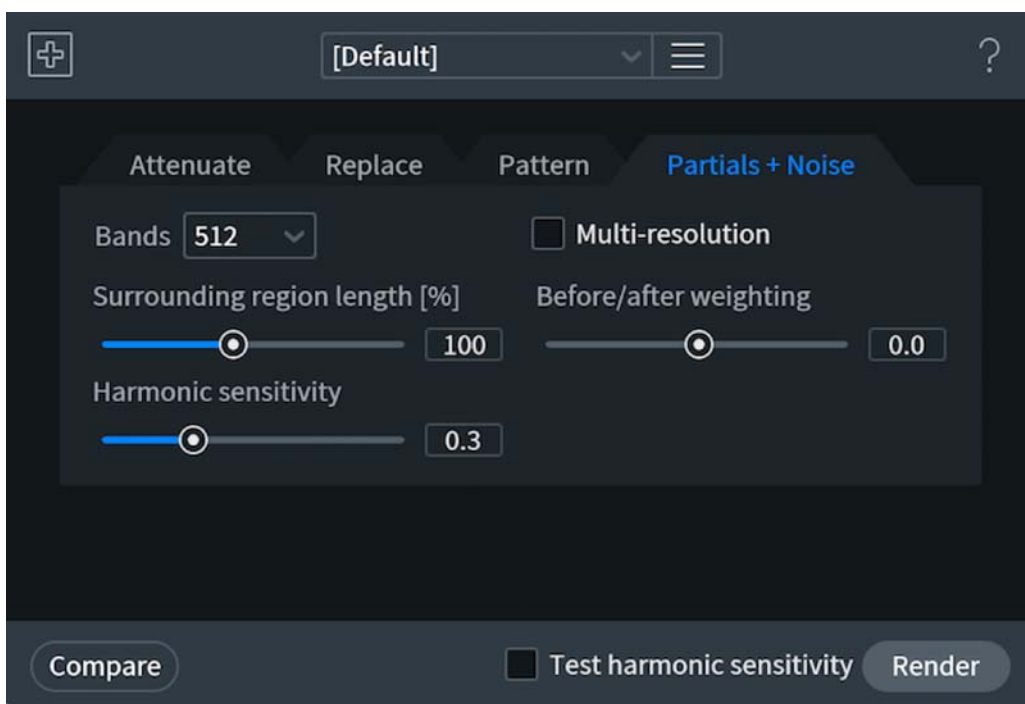 [Default] ?
Attenuate Replace Pattern Partials + Noise
Bands 512 Multi-resolution
Surrounding region length [%] Before/after weighting
100 0.0
Harmonic sensitivity
0.3
Compare Test harmonic sensitivity Render